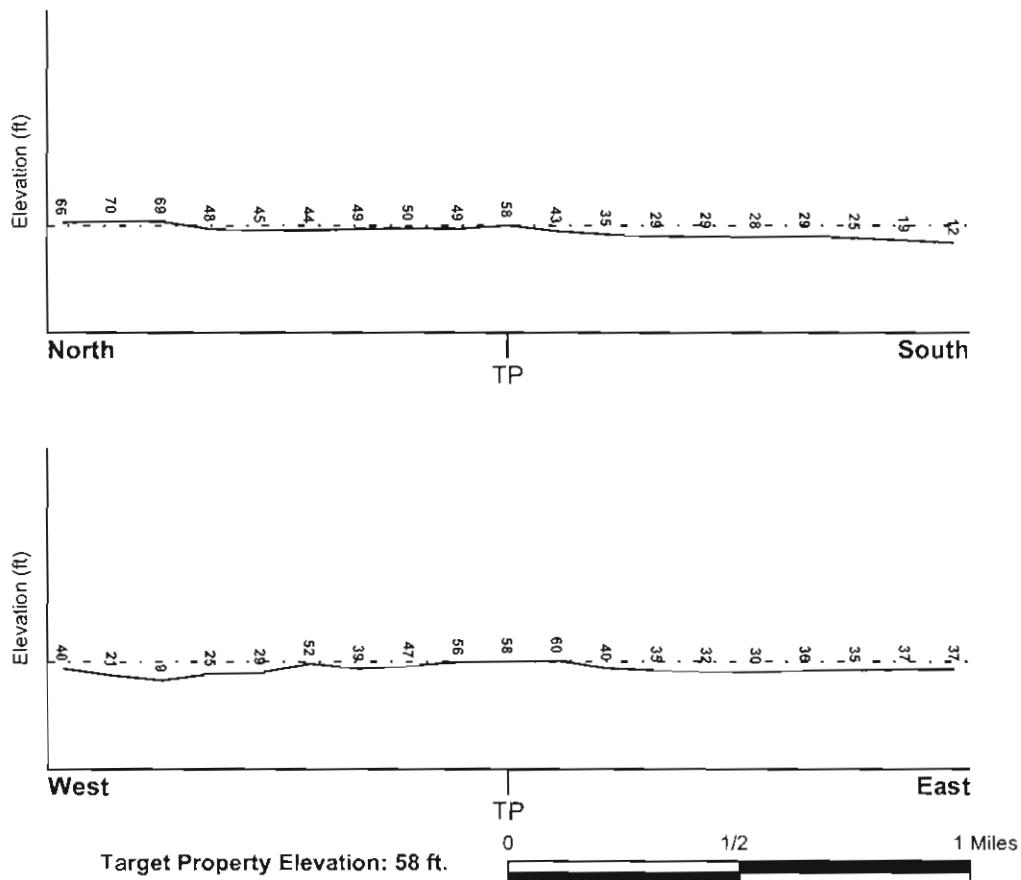 Elevation (ft)
66 70 69 48 45 44 49 50 49 58 43 35 29 29 28 29 25 19 12
North South
TP
Elevation (ft)
40 21 9 25 29 52 39 47 56 58 60 40 32 30 36 35 37 37
West East
TP
Target Property Elevation: 58 ft.
0 1/2 1 Miles